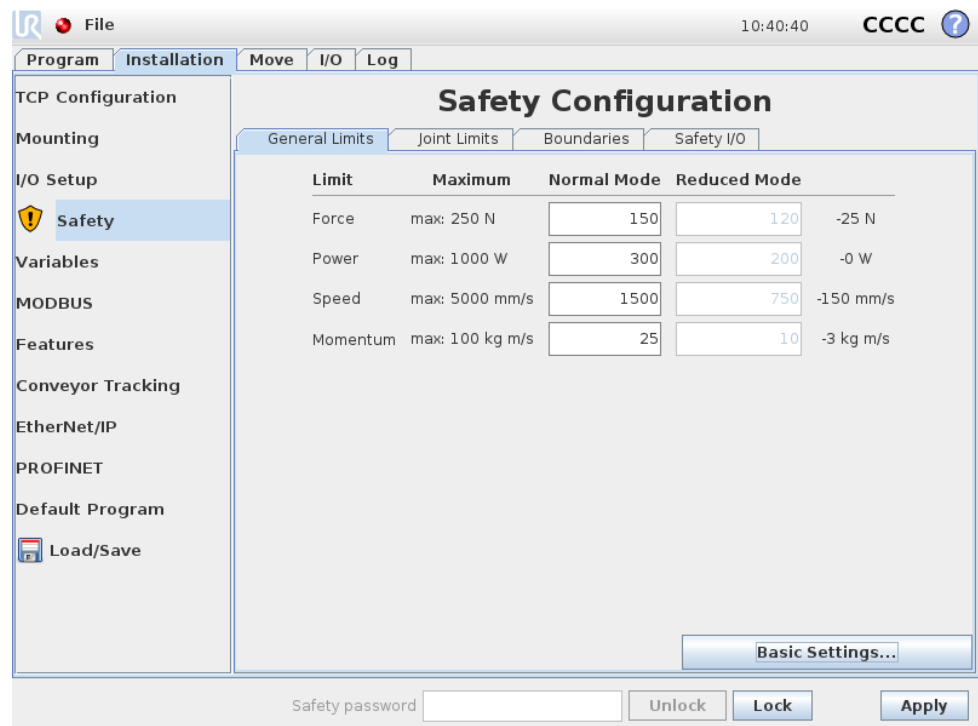 UR File 10:40:40 CCCC ?
Program Installation Move I/O Log
TCP Configuration
Mounting
I/O Setup
Safety
Variables
MODBUS
Features
Conveyor Tracking
EtherNet/IP
PROFINET
Default Program
Load/Save
Safety Configuration
General Limits Joint Limits Boundaries Safety I/O
Limit Maximum Normal Mode Reduced Mode
Force max: 250 N 150 120 -25 N
Power max: 1000 W 300 200 -0 W
Speed max: 5000 mm/s 1500 750 -150 mm/s
Momentum max: 100 kg m/s 25 10 -3 kg m/s
Basic Settings...
Safety password Unlock Lock Apply